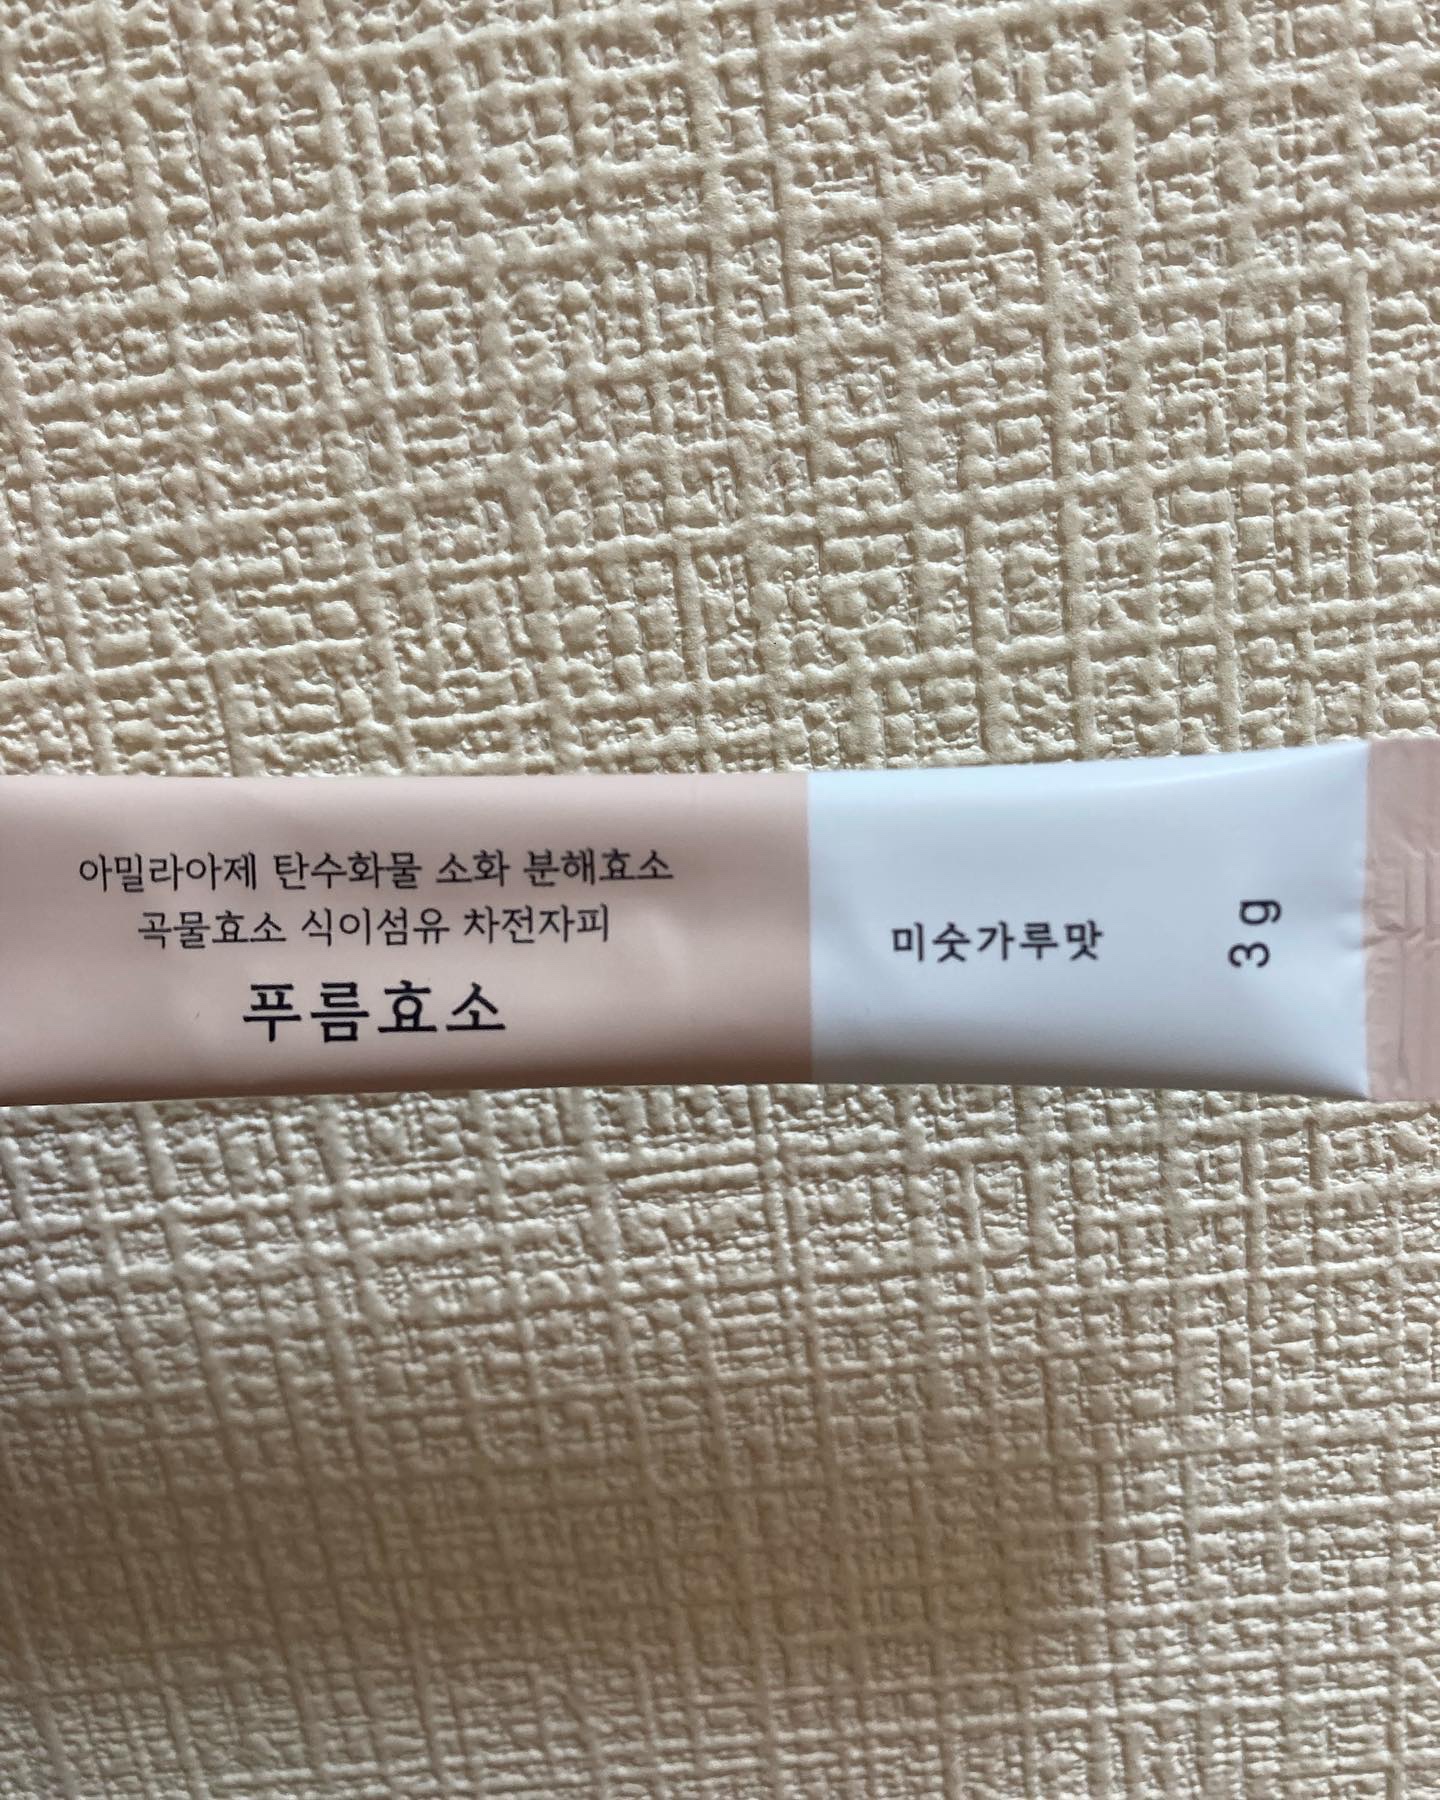 아밀라아제 탄수화물 소화 분해효소
곡물효소 식이섬유 차전자피
푸름효소
미숫가루맛
3g